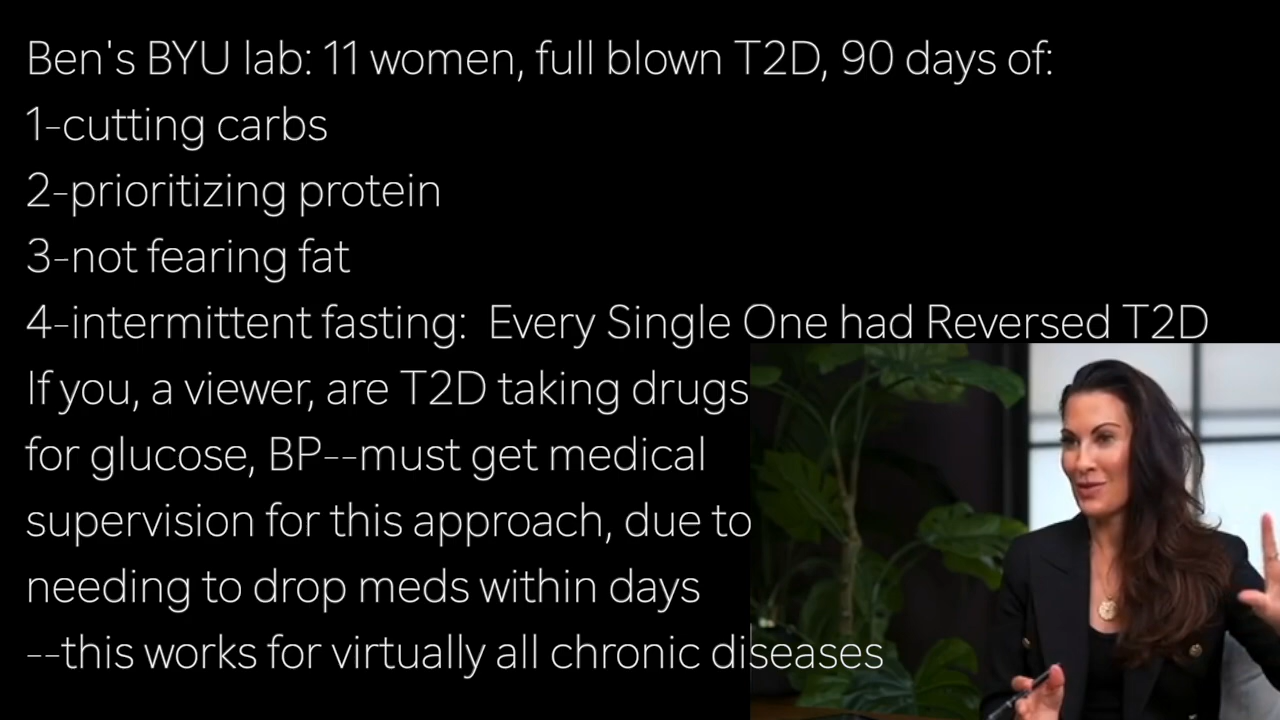 Ben's BYU lab: 11 women, full blown T2D, 90 days of:
1-cutting carbs
2-prioritizing protein
3-not fearing fat
4-intermittent fasting:  Every Single One had Reversed T2D
If you, a viewer, are T2D taking drugs
for glucose, BP--must get medical
supervision for this approach, due to
needing to drop meds within days
--this works for virtually all chronic diseases